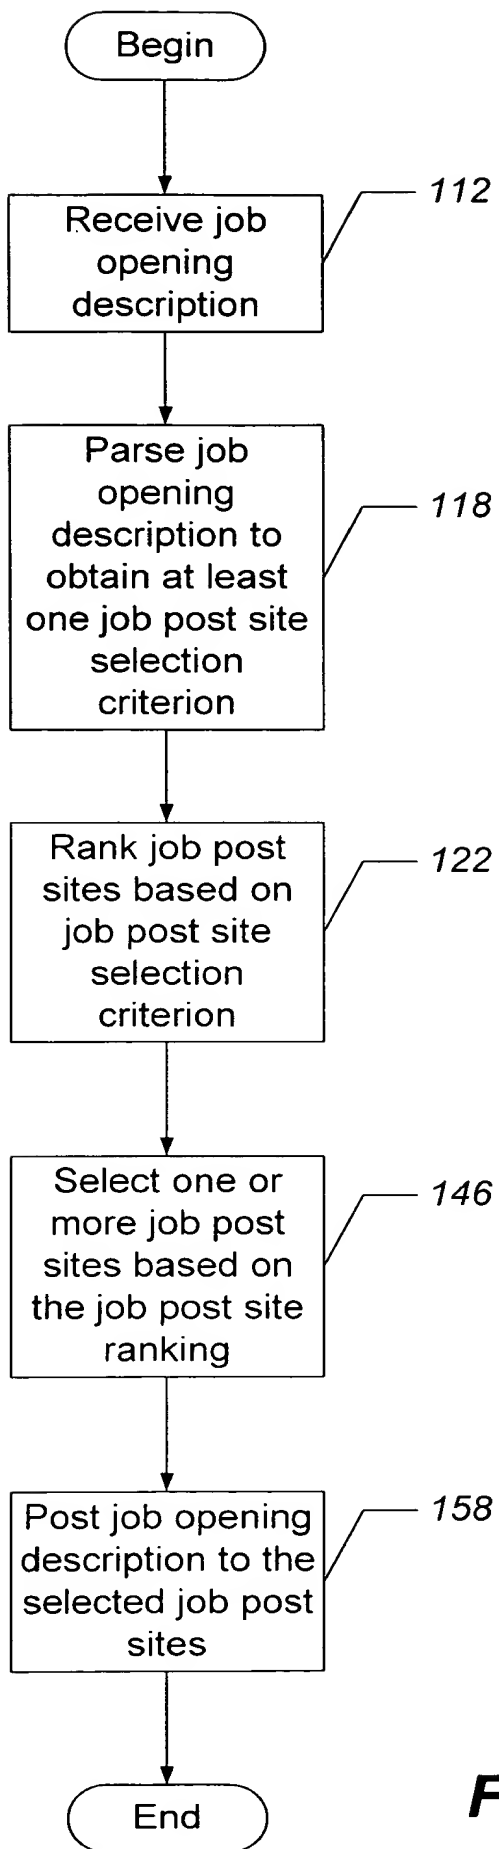 Begin
112
Receive job
opening
description
118
Parse job
opening
description to
obtain at least
one job post site
selection
criterion
122
Rank job post
sites based on
job post site
selection
criterion
146
Select one or
more job post
sites based on
the job post site
ranking
158
Post job opening
description to the
selected job post
sites
End
F